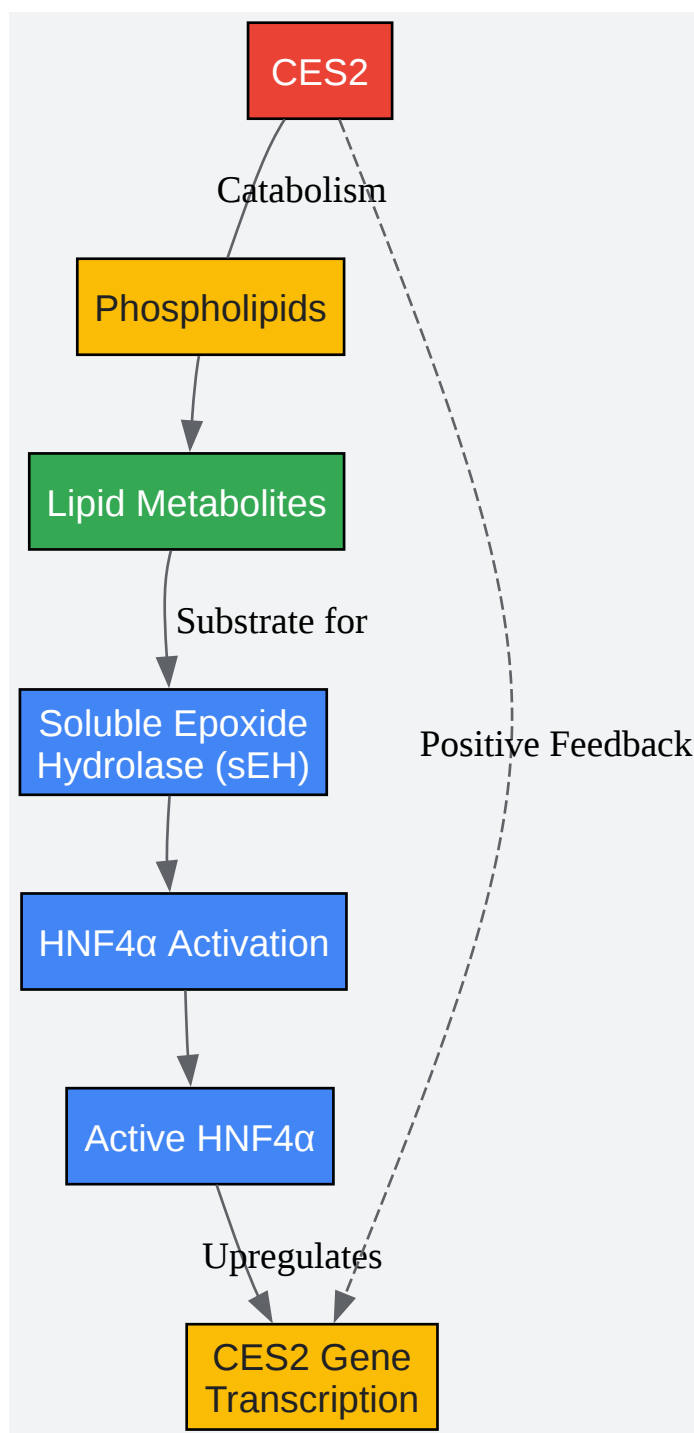 CES2
Catabolism
Phospholipids
Lipid Metabolites
Substrate for
Soluble Epoxide
Hydrolase (sEH)
Positive Feedback
HNF4α Activation
Active HNF4α
Upregulates
CES2 Gene
Transcription